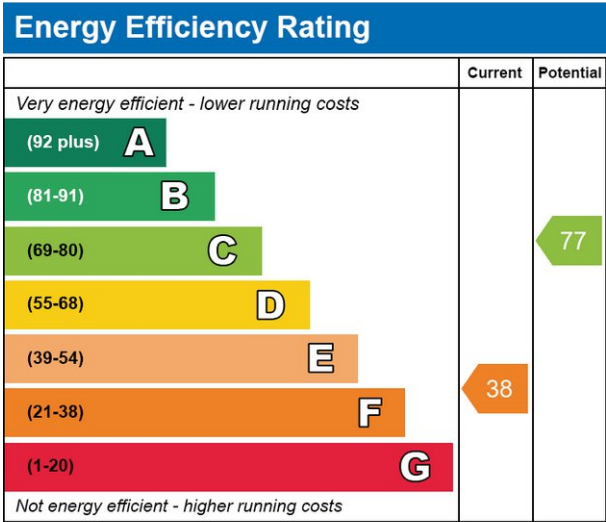 Energy Efficiency Rating
Current Potential
Very energy efficient - lower running costs
(92 plus) A
(81-91) B
(69-80) C
77
(55-68) D
(39-54) E
38
(21-38) F
(1-20) G
Not energy efficient - higher running costs